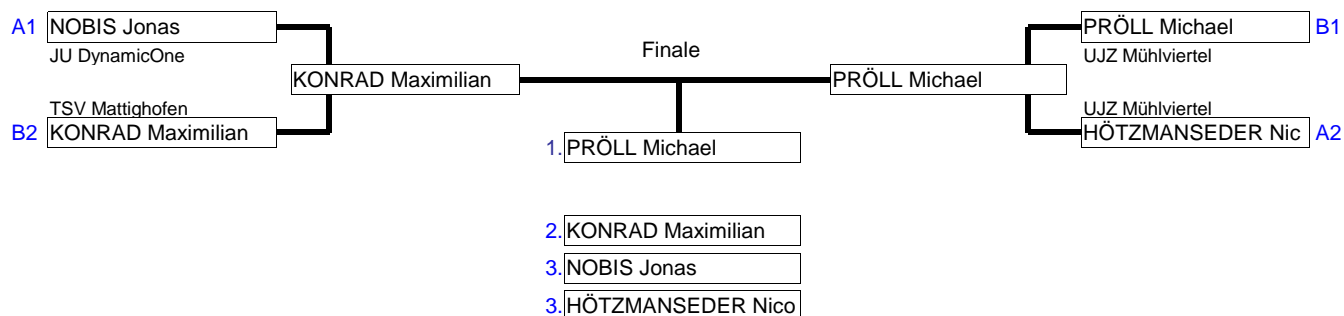 A1 NOBIS Jonas
JU DynamicOne
TSV Mattighofen
B2 KONRAD Maximilian
KONRAD Maximilian
Finale
PRÖLL Michael
PRÖLL Michael B1
UJZ Mühlviertel
UJZ Mühlviertel
HÖTZMANSEDER Nic A2
1. PRÖLL Michael
2. KONRAD Maximilian
3. NOBIS Jonas
3. HÖTZMANSEDER Nico